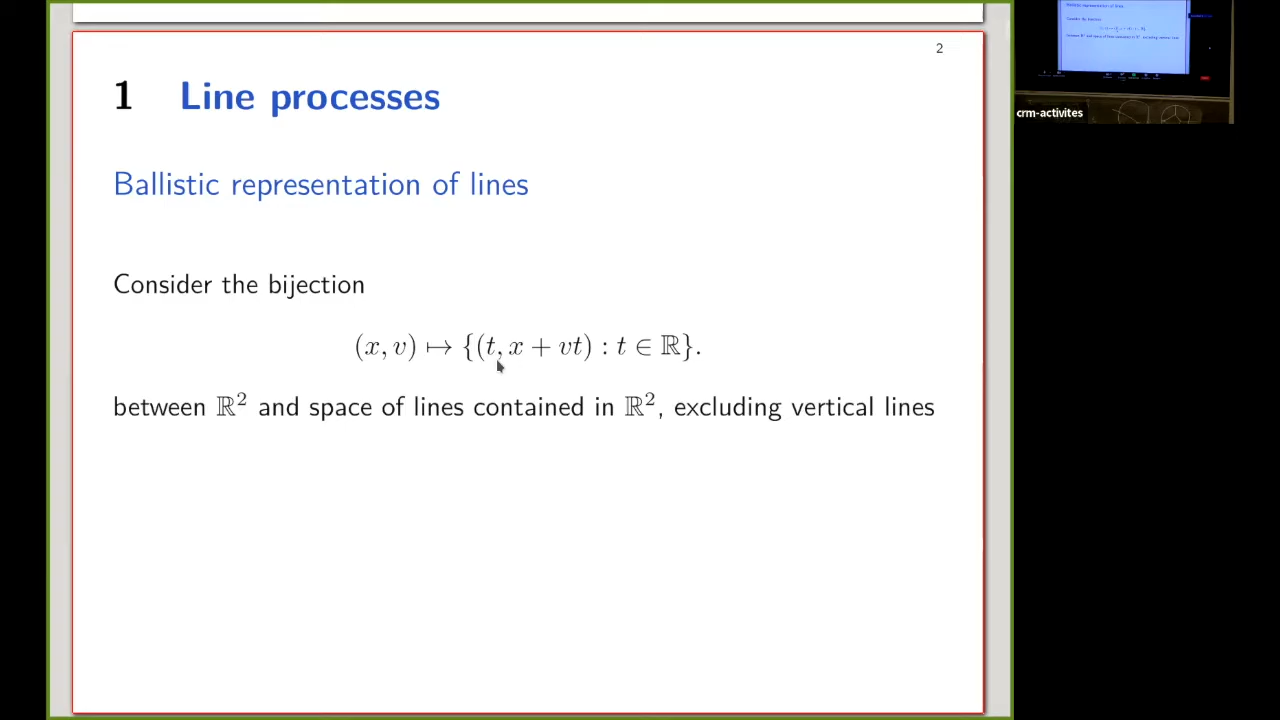 2
1 Line processes
Ballistic representation of lines
Consider the bijection
(x, v) ↦ {(t, x + vt) : t ∈ ℝ}.
between ℝ² and space of lines contained in ℝ², excluding vertical lines
crm-activites